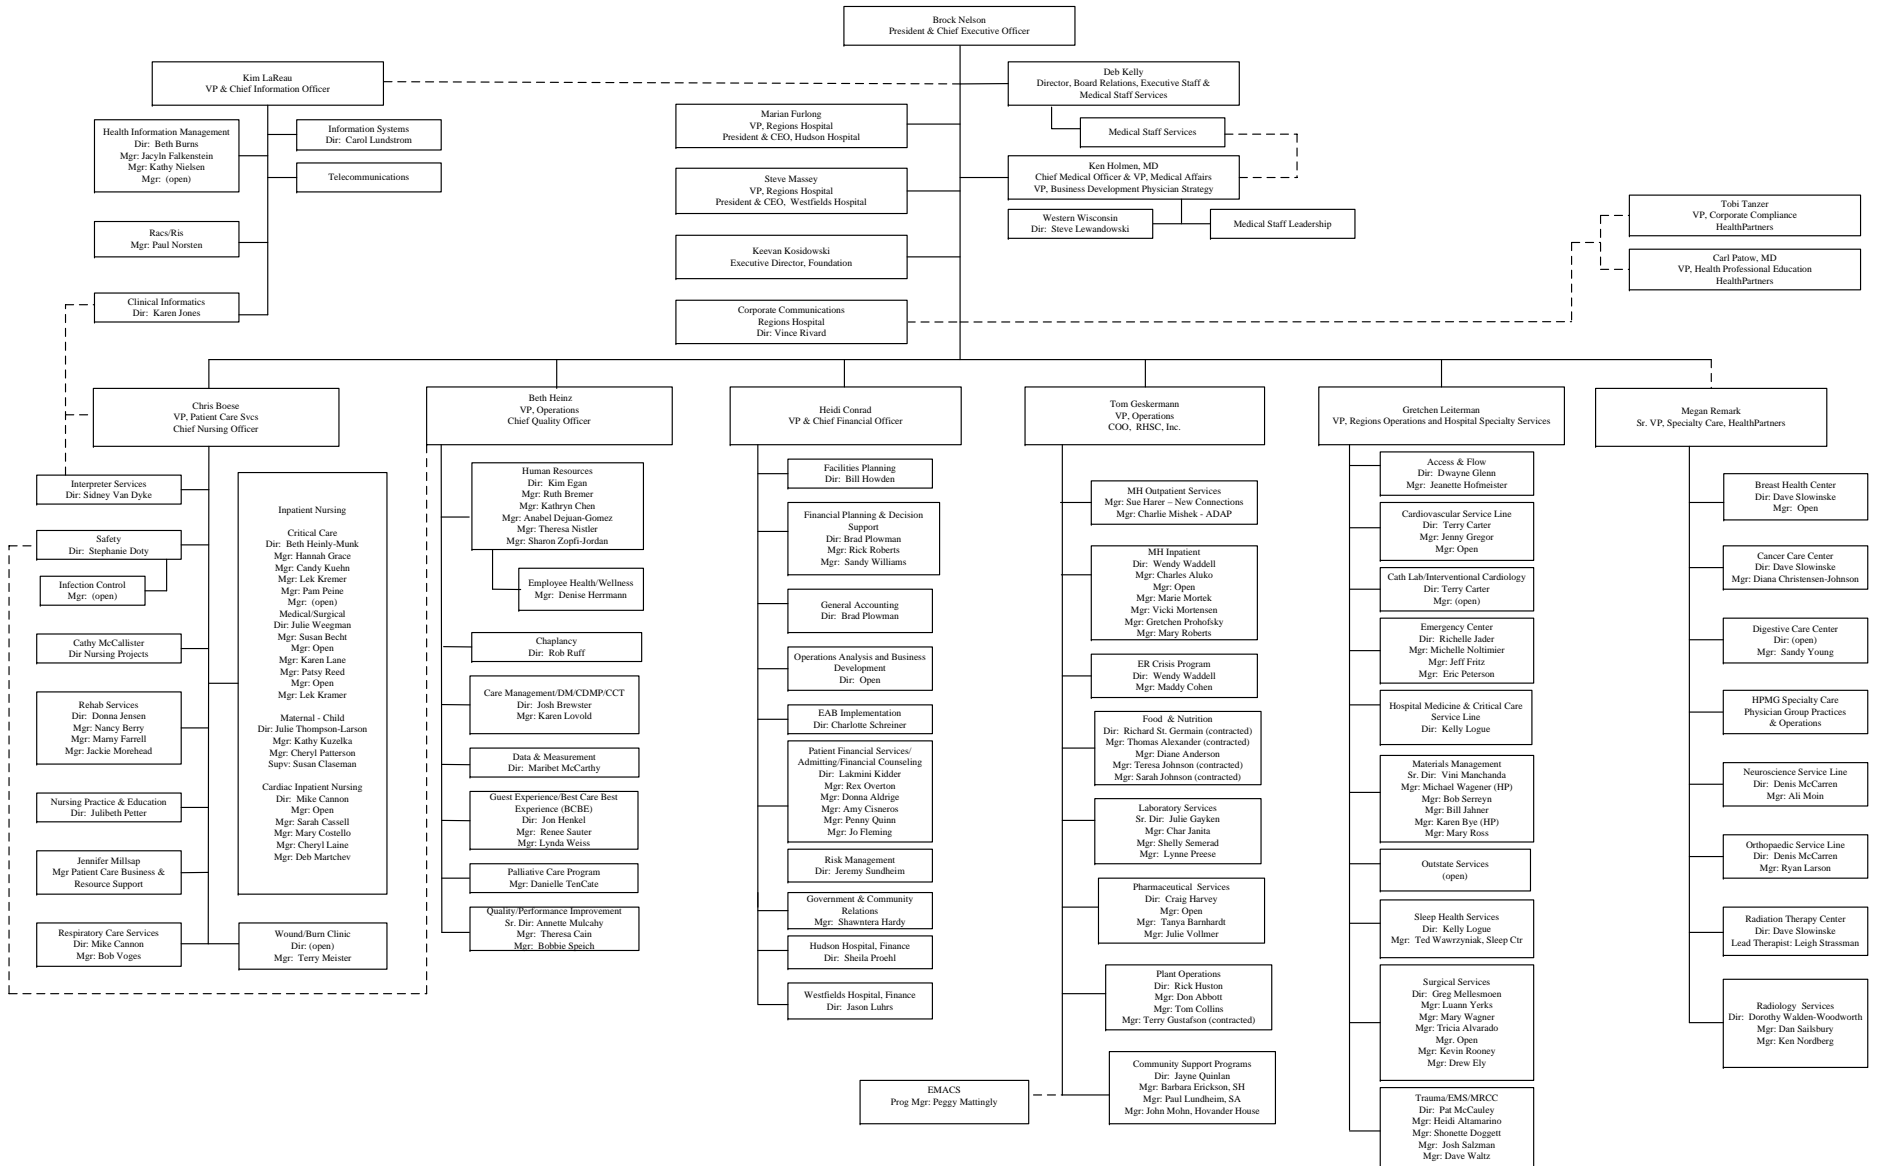 Brock Nelson
President & Chief Executive Officer
Kim LaReau
VP & Chief Information Officer
Deb Kelly
Director, Board Relations, Executive Staff &
Medical Staff Services
Health Information Management
Dir: Beth Burns
Mgr: Jacyln Falkenstein
Mgr: Kathy Nielsen
Mgr: (open)
Information Systems
Dir: Carol Lundstrom
Telecommunications
Racs/Ris
Mgr: Paul Norsten
Clinical Informatics
Dir: Karen Jones
Marian Furlong
VP, Regions Hospital
President & CEO, Hudson Hospital
Steve Massey
VP, Regions Hospital
President & CEO, Westfields Hospital
Keevan Kosidowski
Executive Director, Foundation
Corporate Communications
Regions Hospital
Dir: Vince Rivard
Medical Staff Services
Ken Holmen, MD
Chief Medical Officer & VP, Medical Affairs
VP, Business Development Physician Strategy
Western Wisconsin
Dir: Steve Lewandowski
Medical Staff Leadership
Tobi Tanzer
VP, Corporate Compliance
HealthPartners
Carl Patow, MD
VP, Health Professional Education
HealthPartners
Chris Boese
VP, Patient Care Svcs
Chief Nursing Officer
Interpreter Services
Dir: Sidney Van Dyke
Safety
Dir: Stephanie Doty
Infection Control
Mgr: (open)
Cathy McCallister
Dir Nursing Projects
Rehab Services
Dir: Donna Jensen
Mgr: Nancy Berry
Mgr: Marny Farrell
Mgr: Jackie Morehead
Nursing Practice & Education
Dir: Julibeth Petter
Jennifer Millsap
Mgr Patient Care Business &
Resource Support
Respiratory Care Services
Dir: Mike Cannon
Mgr: Bob Voges
Inpatient Nursing
Critical Care
Dir: Beth Heinly-Munk
Mgr: Hannah Grace
Mgr: Candy Kuehn
Mgr: Lek Kremer
Mgr: Pam Peine
Mgr: (open)
Medical/Surgical
Dir: Julie Weegman
Mgr: Susan Becht
Mgr: Open
Mgr: Karen Lane
Mgr: Patsy Reed
Mgr: Open
Mgr: Lek Kramer
Maternal - Child
Dir: Julie Thompson-Larson
Mgr: Kathy Kuzelka
Mgr: Cheryl Patterson
Supv: Susan Claseman
Cardiac Inpatient Nursing
Dir: Mike Cannon
Mgr: Open
Mgr: Sarah Cassell
Mgr: Mary Costello
Mgr: Cheryl Laine
Mgr: Deb Martchev
Wound/Burn Clinic
Dir: (open)
Mgr: Terry Meister
Beth Heinz
VP, Operations
Chief Quality Officer
Human Resources
Dir: Kim Egan
Mgr: Ruth Bremer
Mgr: Kathryn Chen
Mgr: Anabel Dejuan-Gomez
Mgr: Theresa Nistler
Mgr: Sharon Zopfi-Jordan
Employee Health/Wellness
Mgr: Denise Herrmann
Chaplancy
Dir: Rob Ruff
Care Management/DM/CDMP/CCT
Dir: Josh Brewster
Mgr: Karen Lovold
Data & Measurement
Dir: Maribet McCarthy
Guest Experience/Best Care Best
Experience (BCBE)
Dir: Jon Henkel
Mgr: Renee Sauter
Mgr: Lynda Weiss
Palliative Care Program
Mgr: Danielle TenCate
Quality/Performance Improvement
Sr. Dir: Annette Mulcahy
Mgr: Theresa Cain
Mgr: Bobbie Speich
Heidi Conrad
VP & Chief Financial Officer
Facilities Planning
Dir: Bill Howden
Financial Planning & Decision
Support
Dir: Brad Plowman
Mgr: Rick Roberts
Mgr: Sandy Williams
General Accounting
Dir: Brad Plowman
Operations Analysis and Business
Development
Dir: Open
EAB Implementation
Dir: Charlotte Schreiner
Patient Financial Services/
Admitting/Financial Counseling
Dir: Lakmini Kidder
Mgr: Rex Overton
Mgr: Donna Aldrige
Mgr: Amy Cisneros
Mgr: Penny Quinn
Mgr: Jo Fleming
Risk Management
Dir: Jeremy Sundheim
Government & Community
Relations
Mgr: Shawntera Hardy
Hudson Hospital, Finance
Dir: Sheila Proehl
Westfields Hospital, Finance
Dir: Jason Luhrs
Tom Geskermann
VP, Operations
COO, RHSC, Inc.
MH Outpatient Services
Mgr: Sue Harer – New Connections
Mgr: Charlie Mishek - ADAP
MH Inpatient
Dir: Wendy Waddell
Mgr: Charles Aluko
Mgr: Open
Mgr: Marie Mortek
Mgr: Vicki Mortensen
Mgr: Gretchen Prohofsky
Mgr: Mary Roberts
ER Crisis Program
Dir: Wendy Waddell
Mgr: Maddy Cohen
Food & Nutrition
Dir: Richard St. Germain (contracted)
Mgr: Thomas Alexander (contracted)
Mgr: Diane Anderson
Mgr: Teresa Johnson (contracted)
Mgr: Sarah Johnson (contracted)
Laboratory Services
Sr. Dir: Julie Gayken
Mgr: Char Janita
Mgr: Shelly Semerad
Mgr: Lynne Preese
Pharmaceutical Services
Dir: Craig Harvey
Mgr: Open
Mgr: Tanya Barnhardt
Mgr: Julie Vollmer
Plant Operations
Dir: Rick Huston
Mgr: Don Abbott
Mgr: Tom Collins
Mgr: Terry Gustafson (contracted)
Community Support Programs
Dir: Jayne Quinlan
Mgr: Barbara Erickson, SH
Mgr: Paul Lundheim, SA
Mgr: John Mohn, Hovander House
EMACS
Prog Mgr: Peggy Mattingly
Gretchen Leiterman
VP, Regions Operations and Hospital Specialty Services
Access & Flow
Dir: Dwayne Glenn
Mgr: Jeanette Hofmeister
Cardiovascular Service Line
Dir: Terry Carter
Mgr: Jenny Gregor
Mgr: Open
Cath Lab/Interventional Cardiology
Dir: Terry Carter
Mgr: (open)
Emergency Center
Dir: Richelle Jader
Mgr: Michelle Noltimier
Mgr: Jeff Fritz
Mgr: Eric Peterson
Hospital Medicine & Critical Care
Service Line
Dir: Kelly Logue
Materials Management
Sr. Dir: Vini Manchanda
Mgr: Michael Wagener (HP)
Mgr: Bob Serreyn
Mgr: Bill Jahner
Mgr: Karen Bye (HP)
Mgr: Mary Ross
Outstate Services
(open)
Sleep Health Services
Dir: Kelly Logue
Mgr: Ted Wawrzyniak, Sleep Ctr
Surgical Services
Dir: Greg Mellesmoen
Mgr: Luann Yerks
Mgr: Mary Wagner
Mgr: Tricia Alvarado
Mgr. Open
Mgr: Kevin Rooney
Mgr: Drew Ely
Trauma/EMS/MRCC
Dir: Pat McCauley
Mgr: Heidi Altamarino
Mgr: Shonette Doggett
Mgr: Josh Salzman
Mgr: Dave Waltz
Megan Remark
Sr. VP, Specialty Care, HealthPartners
Breast Health Center
Dir: Dave Slowinske
Mgr: Open
Cancer Care Center
Dir: Dave Slowinske
Mgr: Diana Christensen-Johnson
Digestive Care Center
Dir: (open)
Mgr: Sandy Young
HPMG Specialty Care
Physician Group Practices
& Operations
Neuroscience Service Line
Dir: Denis McCarren
Mgr: Ali Moin
Orthopaedic Service Line
Dir: Denis McCarren
Mgr: Ryan Larson
Radiation Therapy Center
Dir: Dave Slowinske
Lead Therapist: Leigh Strassman
Radiology Services
Dir: Dorothy Walden-Woodworth
Mgr: Dan Sailsbury
Mgr: Ken Nordberg